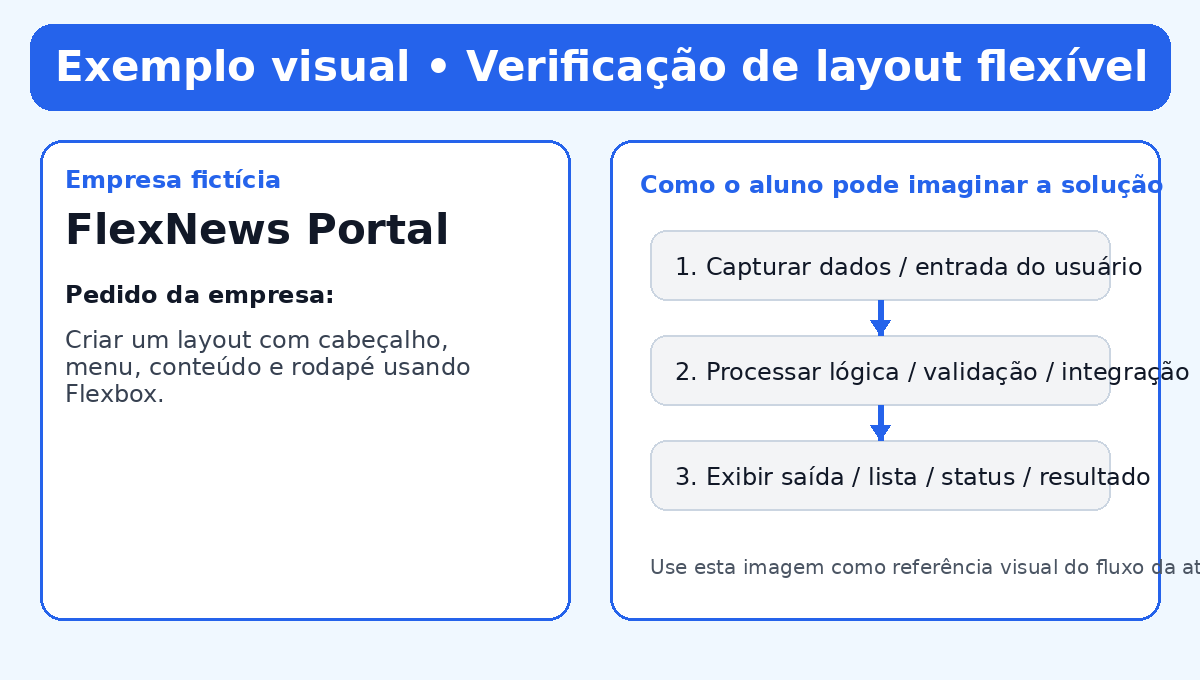 Exemplo visual • Verificação de layout flexível
Empresa fictícia
FlexNews Portal
Pedido da empresa:
Criar um layout com cabeçalho,
menu, conteúdo e rodapé usando
Flexbox.
Como o aluno pode imaginar a solução
1. Capturar dados / entrada do usuário
2. Processar lógica / validação / integração
3. Exibir saída / lista / status / resultado
Use esta imagem como referência visual do fluxo da